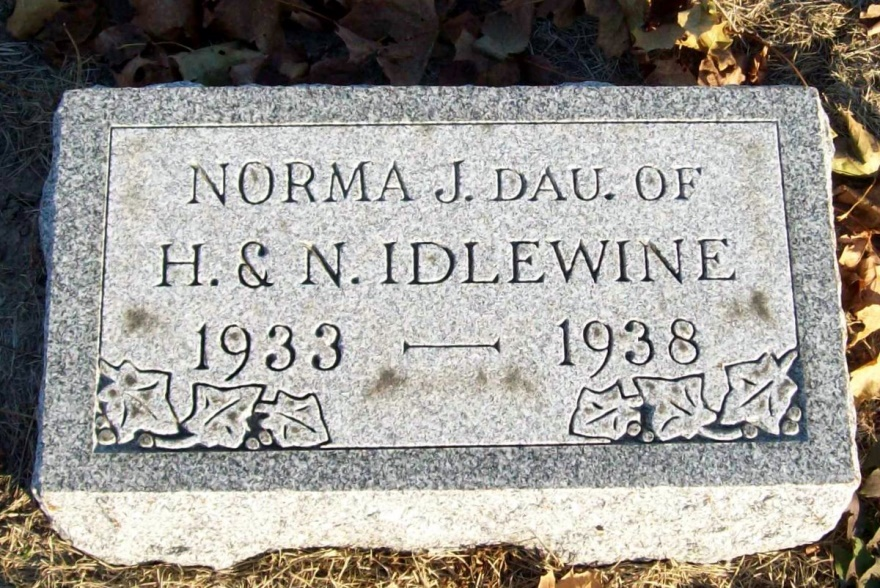 NORMA J. DAU. OF
H. & N. IDLEWINE
1933 — 1938